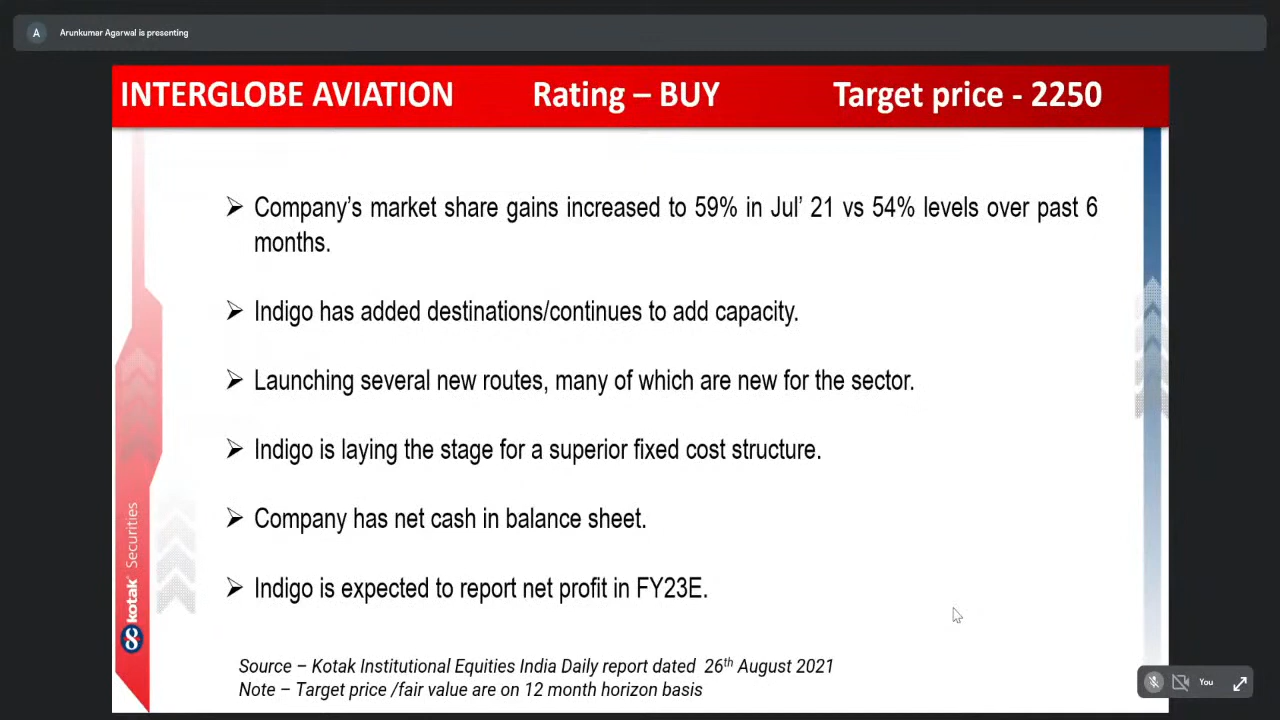 A
Arunkumar Agarwal is presenting
INTERGLOBE AVIATION Rating – BUY Target price - 2250
Company's market share gains increased to 59% in Jul' 21 vs 54% levels over past 6
months.
Indigo has added destinations/continues to add capacity.
Launching several new routes, many of which are new for the sector.
Indigo is laying the stage for a superior fixed cost structure.
Company has net cash in balance sheet.
Indigo is expected to report net profit in FY23E.
kotak Securities
Source – Kotak Institutional Equities India Daily report dated 26th August 2021
Note – Target price /fair value are on 12 month horizon basis
You